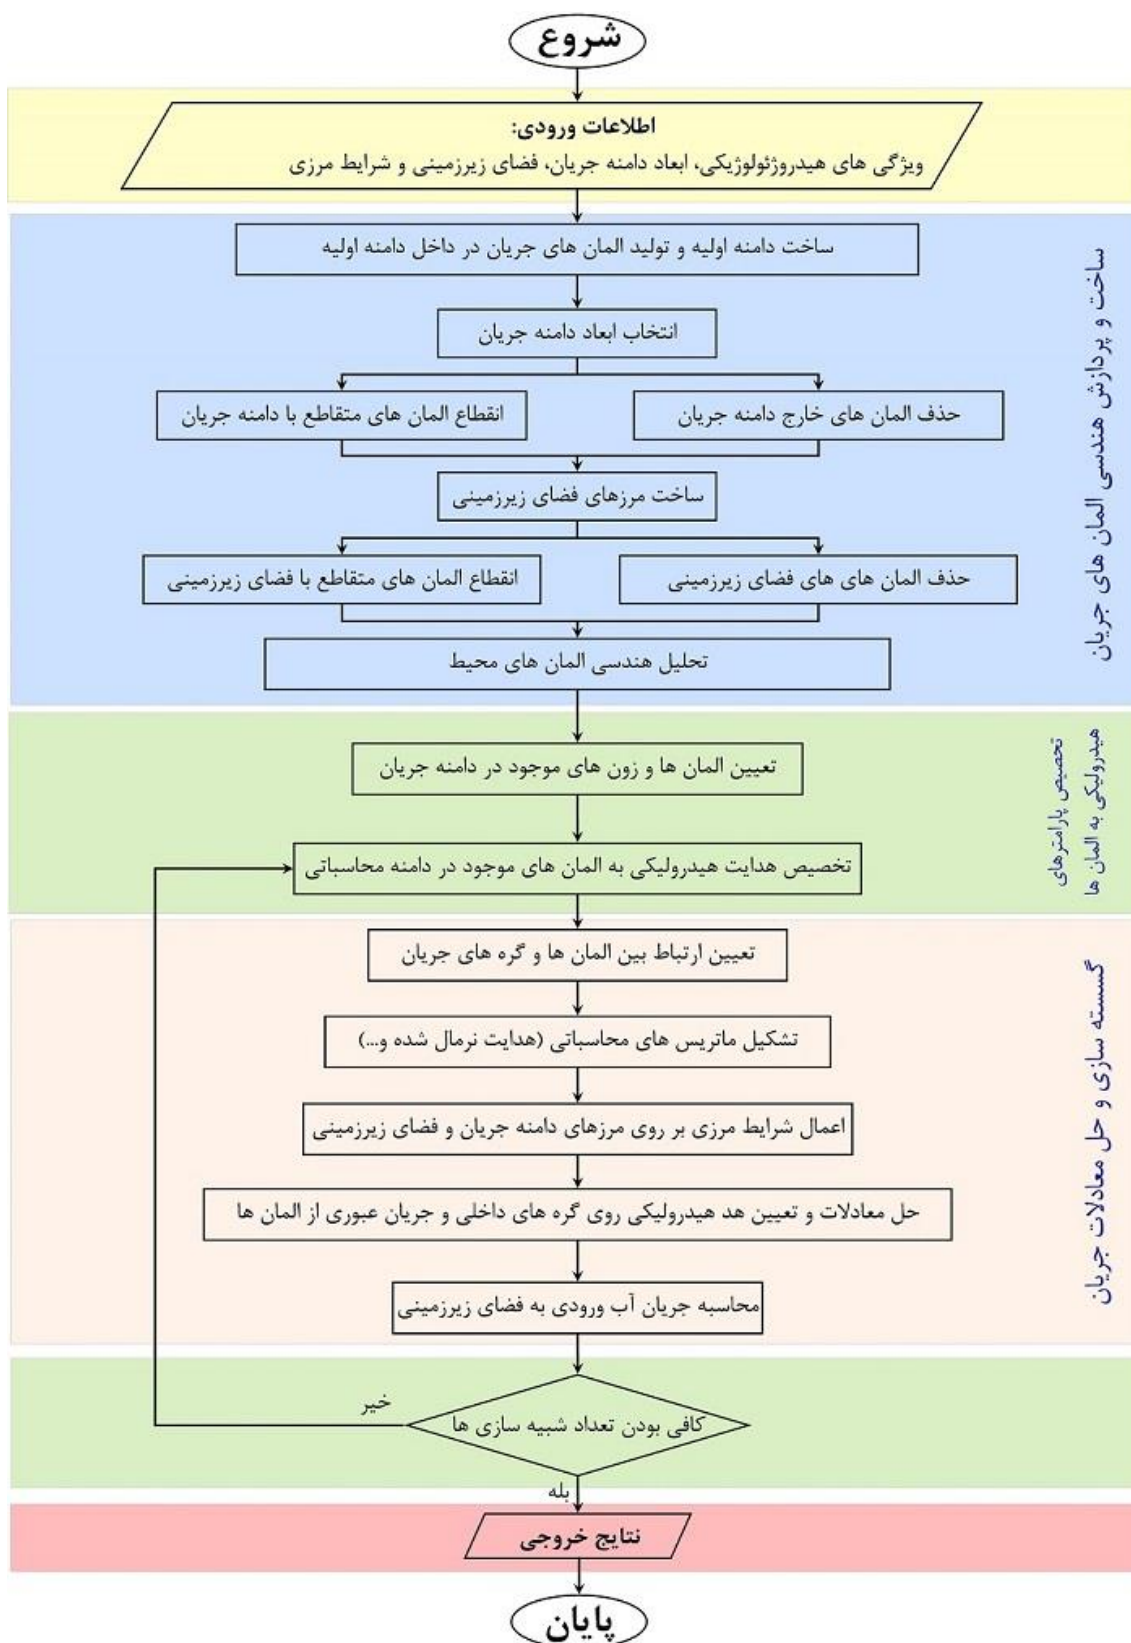 شروع
اطلاعات ورودی:
ویژگی های هیدروژئولوژیکی، ابعاد دامنه جریان، فضای زیرزمینی و شرایط مرزی
ساخت و پردازش هندسی المان های جریان
ساخت دامنه اولیه و تولید المان های جریان در داخل دامنه اولیه
انتخاب ابعاد دامنه جریان
حذف المان های خارج دامنه جریان
انقطاع المان های متقاطع با دامنه جریان
ساخت مرزهای فضای زیرزمینی
حذف المان های های فضای زیرزمینی
انقطاع المان های متقاطع با فضای زیرزمینی
تحلیل هندسی المان های محیط
تخصیص پارامترهای
هیدرولیکی به المان ها
تعیین المان ها و زون های موجود در دامنه جریان
تخصیص هدایت هیدرولیکی به المان های موجود در دامنه محاسباتی
گسسته سازی و حل معادلات جریان
تعیین ارتباط بین المان ها و گره های جریان
تشکیل ماتریس های محاسباتی (هدایت نرمال شده و...)
اعمال شرایط مرزی بر روی مرزهای دامنه جریان و فضای زیرزمینی
حل معادلات و تعیین هد هیدرولیکی روی گره های داخلی و جریان عبوری از المان ها
محاسبه جریان آب ورودی به فضای زیرزمینی
کافی بودن تعداد شبیه سازی ها
خیر
بله
نتایج خروجی
پایان